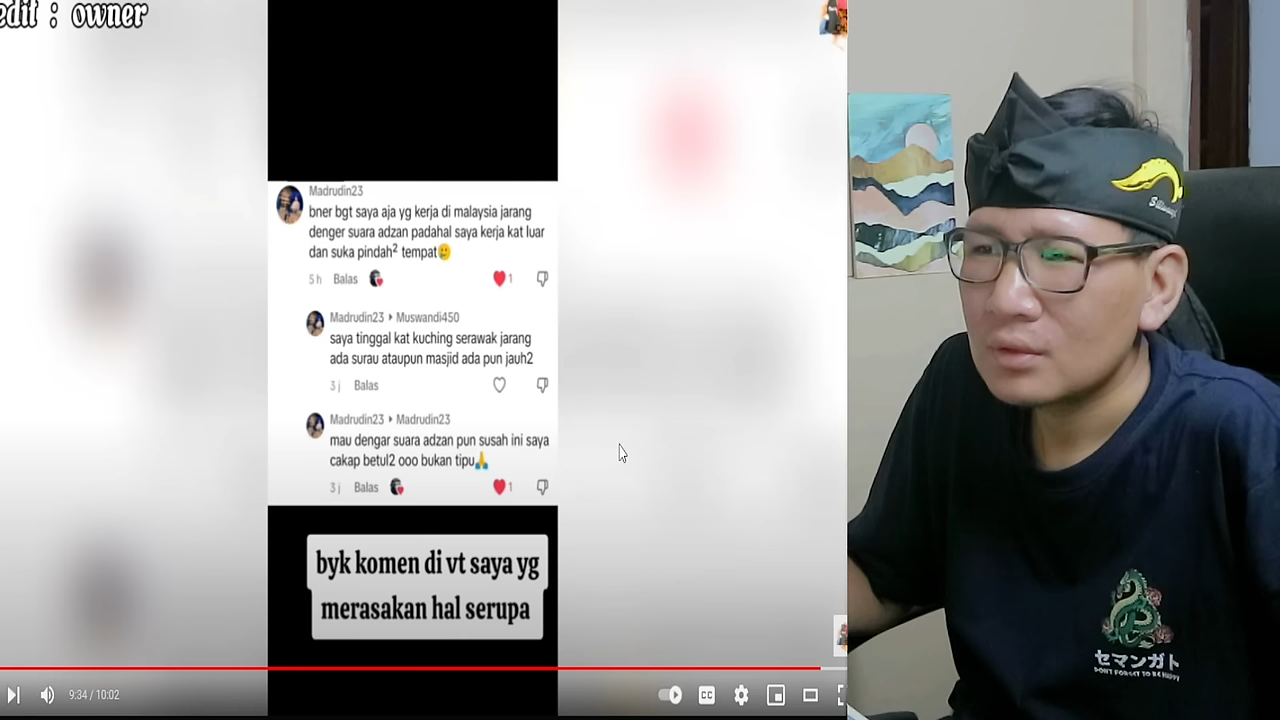 edit : owner
Madrudin23
bner bgt saya aja yg kerja di malaysia jarang
denger suara adzan padahal saya kerja kat luar
dan suka pindah² tempat🥲
5 h Balas 1
Madrudin23 ▸ Muswandi450
saya tinggal kat kuching serawak jarang
ada surau ataupun masjid ada pun jauh2
3 j Balas
Madrudin23 ▸ Madrudin23
mau dengar suara adzan pun susah ini saya
cakap betul2 ooo bukan tipu🙏
3 j Balas 1
byk komen di vt saya yg
merasakan hal serupa
9:34 / 10:02
CC
セマンガト
DON'T FORGET TO BE HAPPY